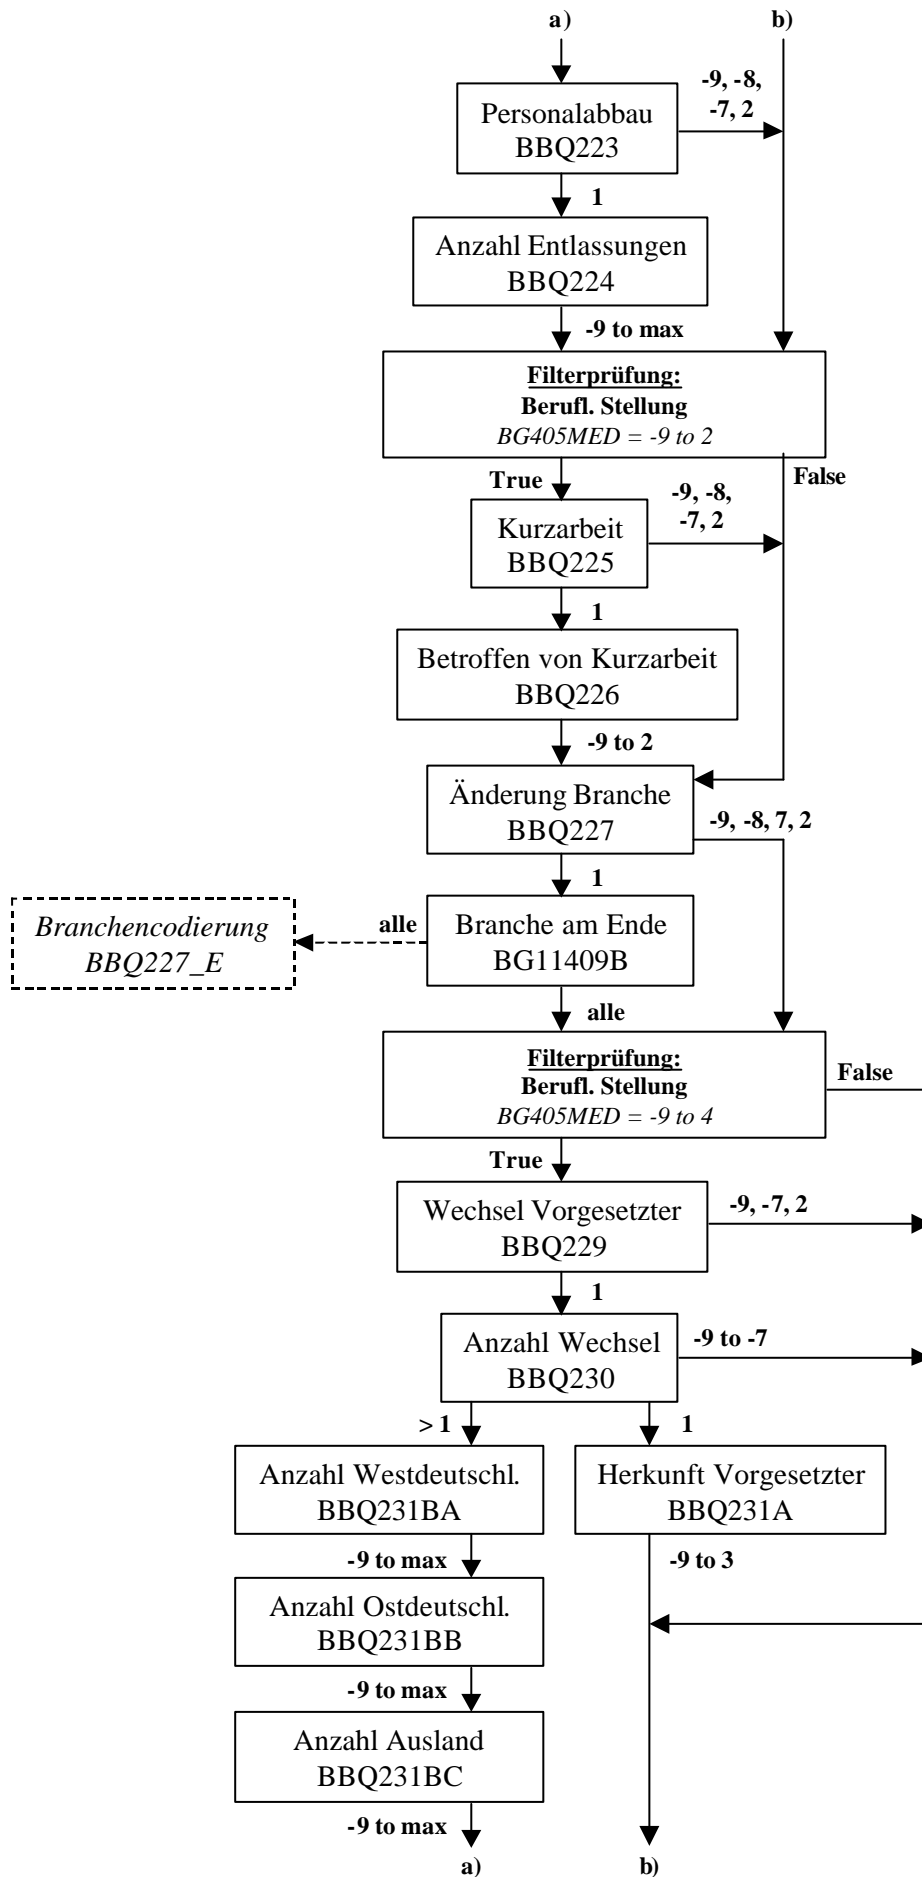 a)
b)
-9, -8,
-7, 2
Personalabbau
BBQ223
1
Anzahl Entlassungen
BBQ224
-9 to max
Filterprüfung:
Berufl. Stellung
BG405MED = -9 to 2
True
False
-9, -8,
-7, 2
Kurzarbeit
BBQ225
1
Betroffen von Kurzarbeit
BBQ226
-9 to 2
Änderung Branche
BBQ227
-9, -8, 7, 2
1
Branchencodierung
BBQ227_E
alle
Branche am Ende
BG11409B
alle
Filterprüfung:
Berufl. Stellung
BG405MED = -9 to 4
False
True
Wechsel Vorgesetzter
BBQ229
-9, -7, 2
1
Anzahl Wechsel
BBQ230
-9 to -7
> 1
1
Anzahl Westdeutschl.
BBQ231BA
Herkunft Vorgesetzter
BBQ231A
-9 to max
-9 to 3
Anzahl Ostdeutschl.
BBQ231BB
-9 to max
Anzahl Ausland
BBQ231BC
-9 to max
a)
b)